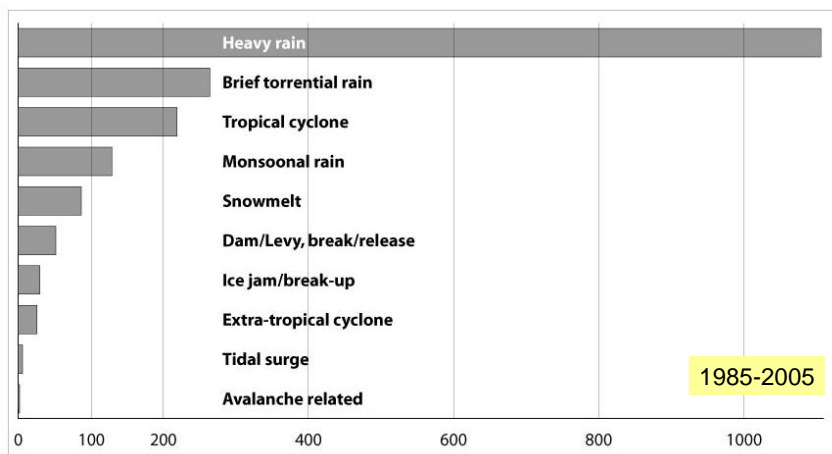 Heavy rain
Brief torrential rain
Tropical cyclone
Monsoonal rain
Snowmelt
Dam/Levy, break/release
Ice jam/break-up
Extra-tropical cyclone
Tidal surge
1985-2005
Avalanche related
0 100 200 400 600 800 1000